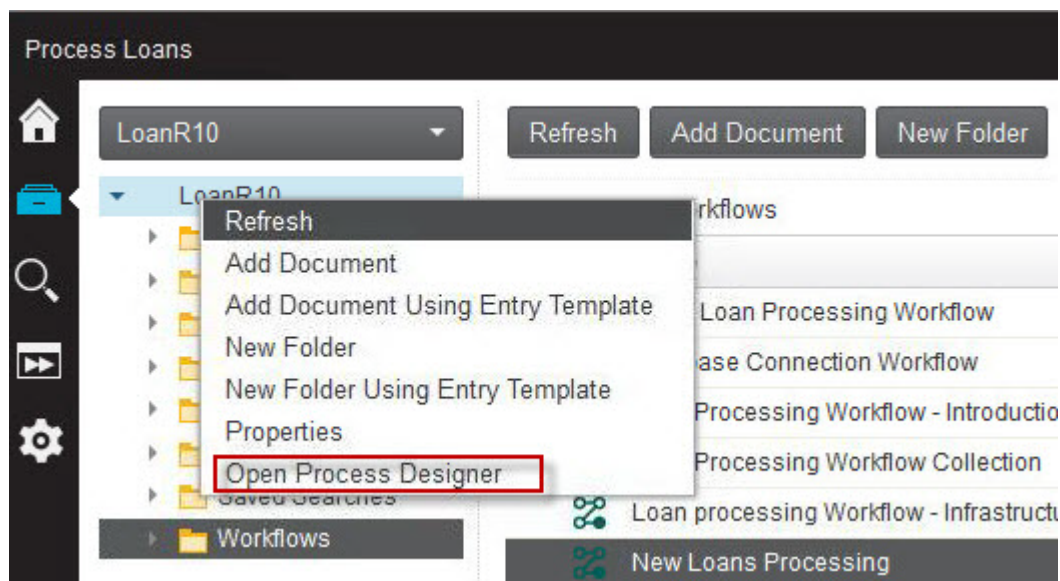 Process Loans
LoanR10
Refresh Add Document New Folder
LoanR10
Refresh
Add Document
Add Document Using Entry Template
New Folder
New Folder Using Entry Template
Properties
Open Process Designer
Saved Searches
Workflows
rkflows
Loan Processing Workflow
ase Connection Workflow
Processing Workflow - Introductio
Processing Workflow Collection
Loan processing Workflow - Infrastructu
New Loans Processing